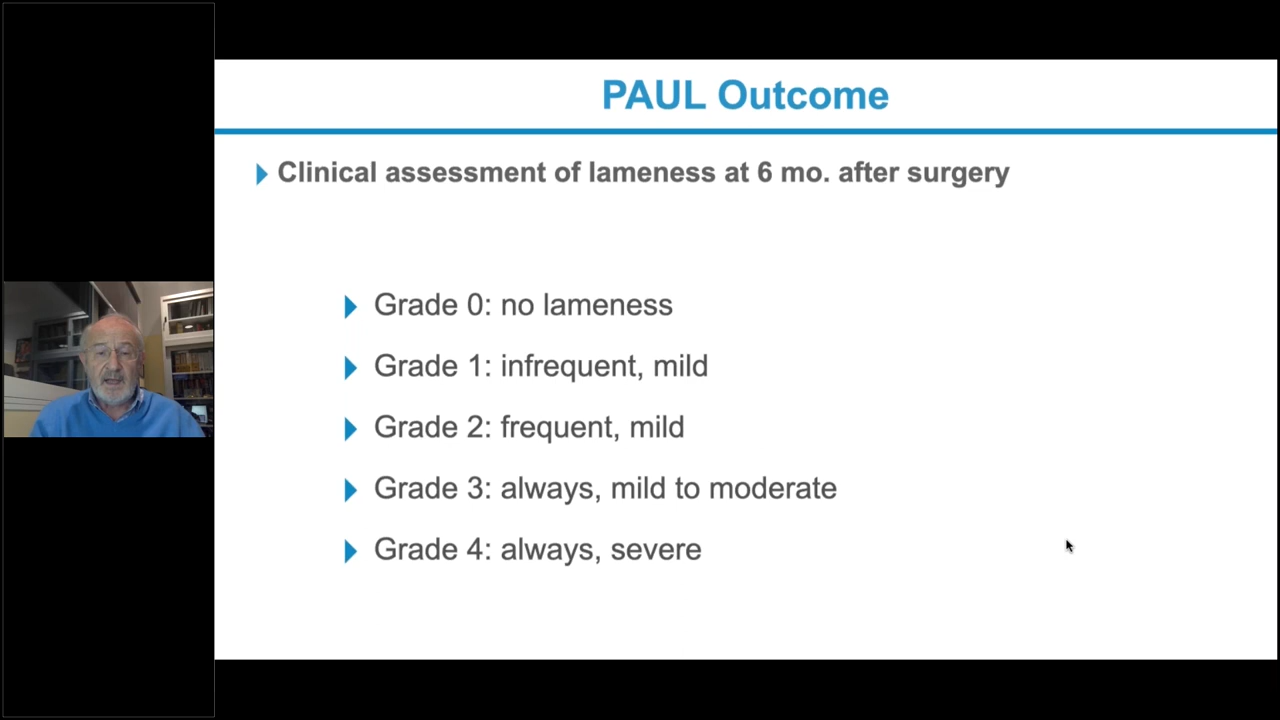 PAUL Outcome
Clinical assessment of lameness at 6 mo. after surgery
Grade 0: no lameness
Grade 1: infrequent, mild
Grade 2: frequent, mild
Grade 3: always, mild to moderate
Grade 4: always, severe